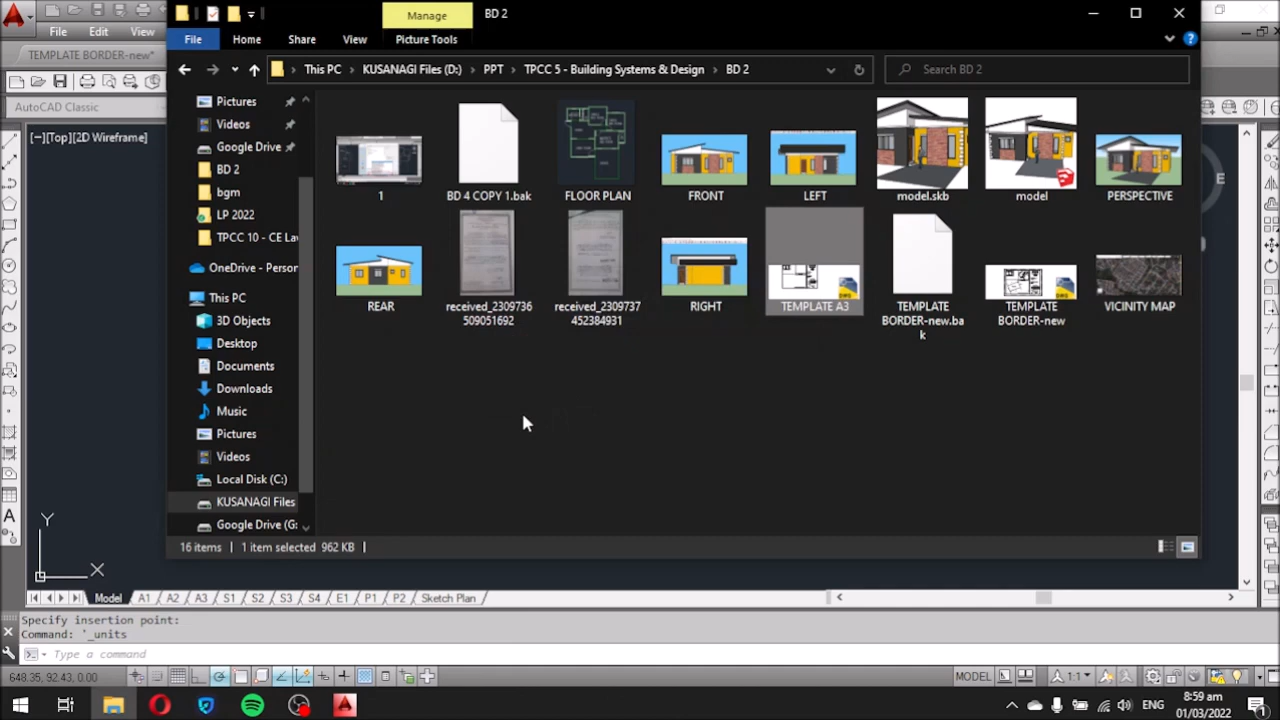 Manage
BD 2
File
Edit
View
File
Home
Share
View
Picture Tools
TEMPLATE BORDER-new*
This PC
KUSANAGI Files (D:)
PPT
TPCC 5 - Building Systems & Design
BD 2
Search BD 2
AutoCAD Classic
[−][Top][2D Wireframe]
Pictures
Videos
Google Drive
BD 2
bgm
LP 2022
TPCC 10 - CE La
OneDrive - Person
This PC
3D Objects
Desktop
Documents
Downloads
Music
Pictures
Videos
Local Disk (C:)
KUSANAGI Files
Google Drive (G:
1
BD 4 COPY 1.bak
FLOOR PLAN
FRONT
LEFT
model.skb
model
PERSPECTIVE
REAR
received_2309736
509051692
received_2309737
452384931
RIGHT
TEMPLATE A3
TEMPLATE
BORDER-new.ba
k
TEMPLATE
BORDER-new
VICINITY MAP
E
Y
X
16 items
1 item selected 962 KB
Model
A1
A2
A3
S1
S2
S3
S4
E1
P1
P2
Sketch Plan
Specify insertion point:
Command: '_units
Type a command
648.35, 92.43, 0.00
MODEL
1:1
ENG
8:59 am
01/03/2022